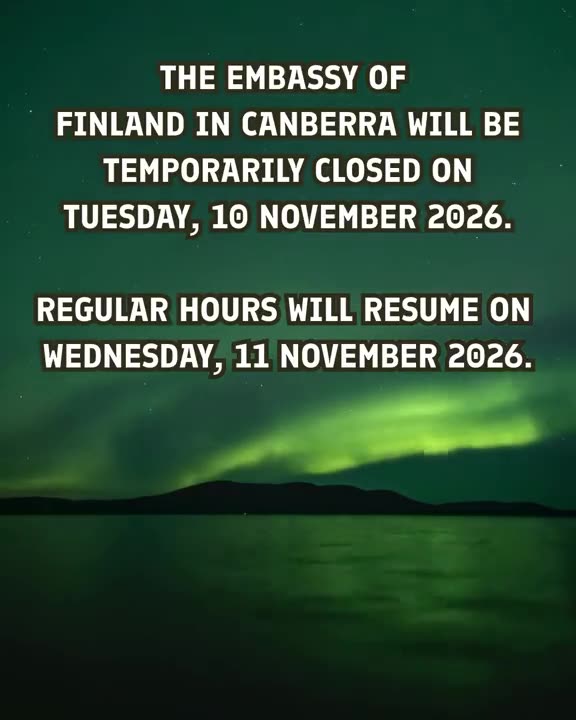 THE EMBASSY OF
FINLAND IN CANBERRA WILL BE
TEMPORARILY CLOSED ON
TUESDAY, 10 NOVEMBER 2026.
REGULAR HOURS WILL RESUME ON
WEDNESDAY, 11 NOVEMBER 2026.